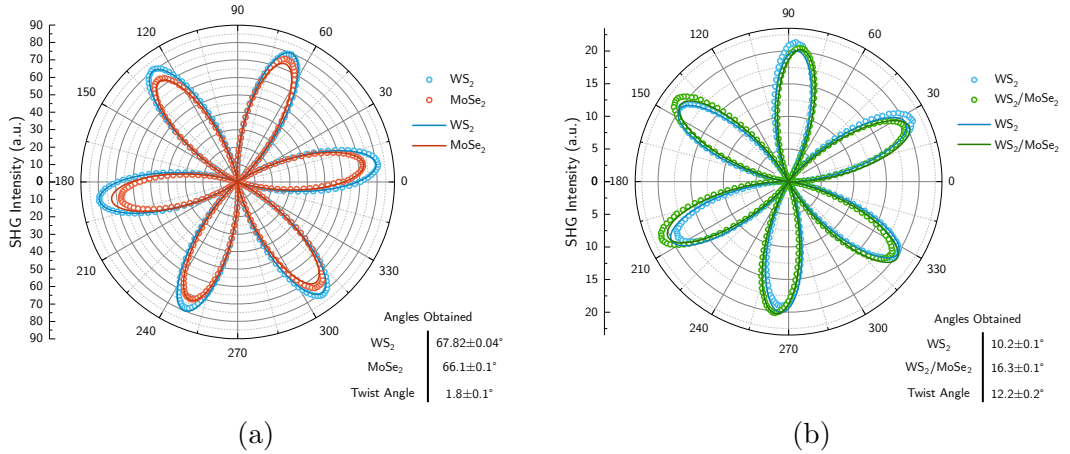 90
80
70
60
50
40
30
20
10
0
10
20
30
40
50
60
70
80
90
SHG Intensity (a.u.)
90
120
60
150
30
180
0
210
330
240
300
270
WS₂
MoSe₂
WS₂
MoSe₂
Angles Obtained
WS₂ 67.82±0.04°
MoSe₂ 66.1±0.1°
Twist Angle 1.8±0.1°
(a)
20
15
10
5
0
5
10
15
20
SHG Intensity (a.u.)
90
120
60
150
30
180
0
210
330
240
300
270
WS₂
WS₂/MoSe₂
WS₂
WS₂/MoSe₂
Angles Obtained
WS₂ 10.2±0.1°
WS₂/MoSe₂ 16.3±0.1°
Twist Angle 12.2±0.2°
(b)